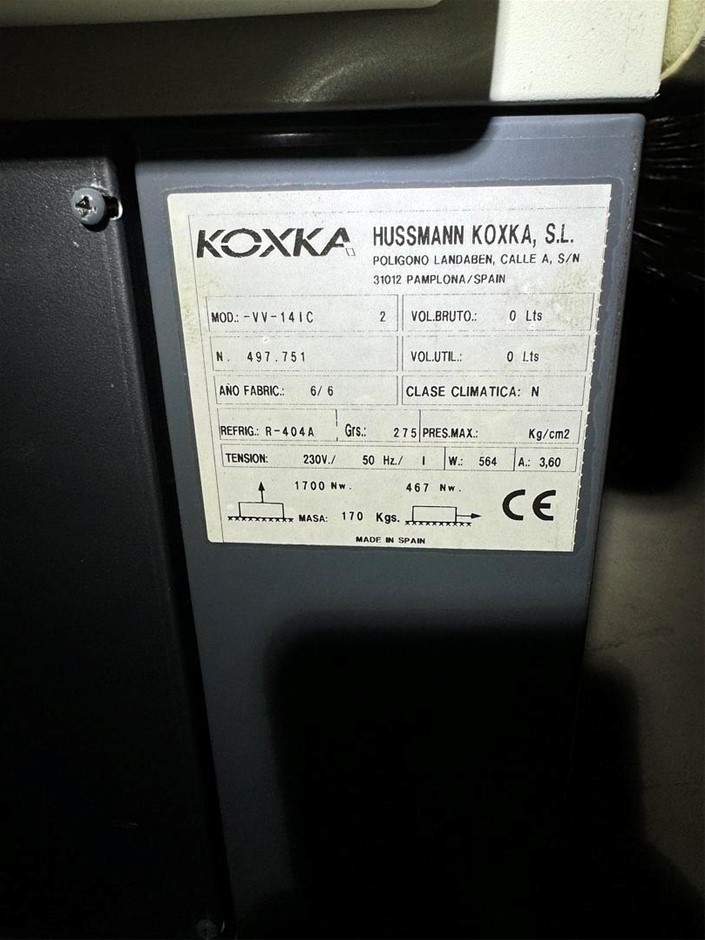 KOXKA HUSSMANN KOXKA, S.L.
POLIGONO LANDABEN, CALLE A, S/N
31012 PAMPLONA/SPAIN
MOD.: -VV-14IC 2 VOL.BRUTO.: 0 Lts
N. 497.751 VOL.UTIL.: 0 Lts
AÑO FABRIC.: 6/6 CLASE CLIMATICA: N
REFRIG.: R-404A Grs.: 275 PRES.MAX.: Kg/cm2
TENSION: 230V./ 50 Hz./ I W.: 564 A.: 3,60
1700 Nw. 467 Nw.
MASA: 170 Kgs. CE
MADE IN SPAIN